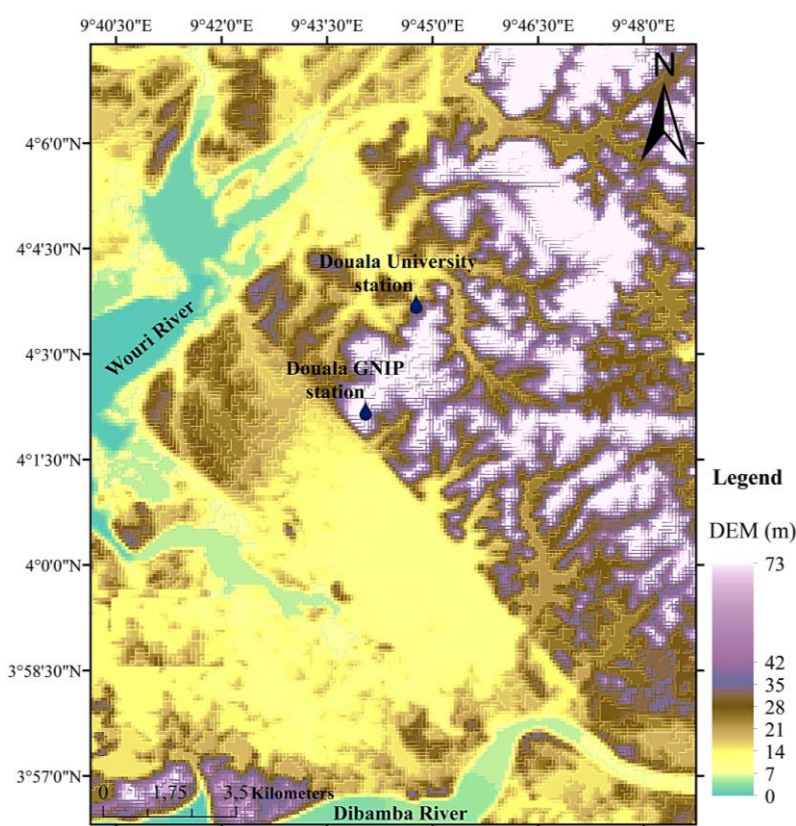 9°40'30"E 9°42'0"E 9°43'30"E 9°45'0"E 9°46'30"E 9°48'0"E
N
4°6'0"N
4°4'30"N
Douala University
station
4°3'0"N
Wouri River
Douala GNIP
station
4°1'30"N
4°0'0"N
3°58'30"N
3°57'0"N
0 1,75 3,5 Kilometers
Dibamba River
Legend
DEM (m)
73
42
35
28
21
14
7
0